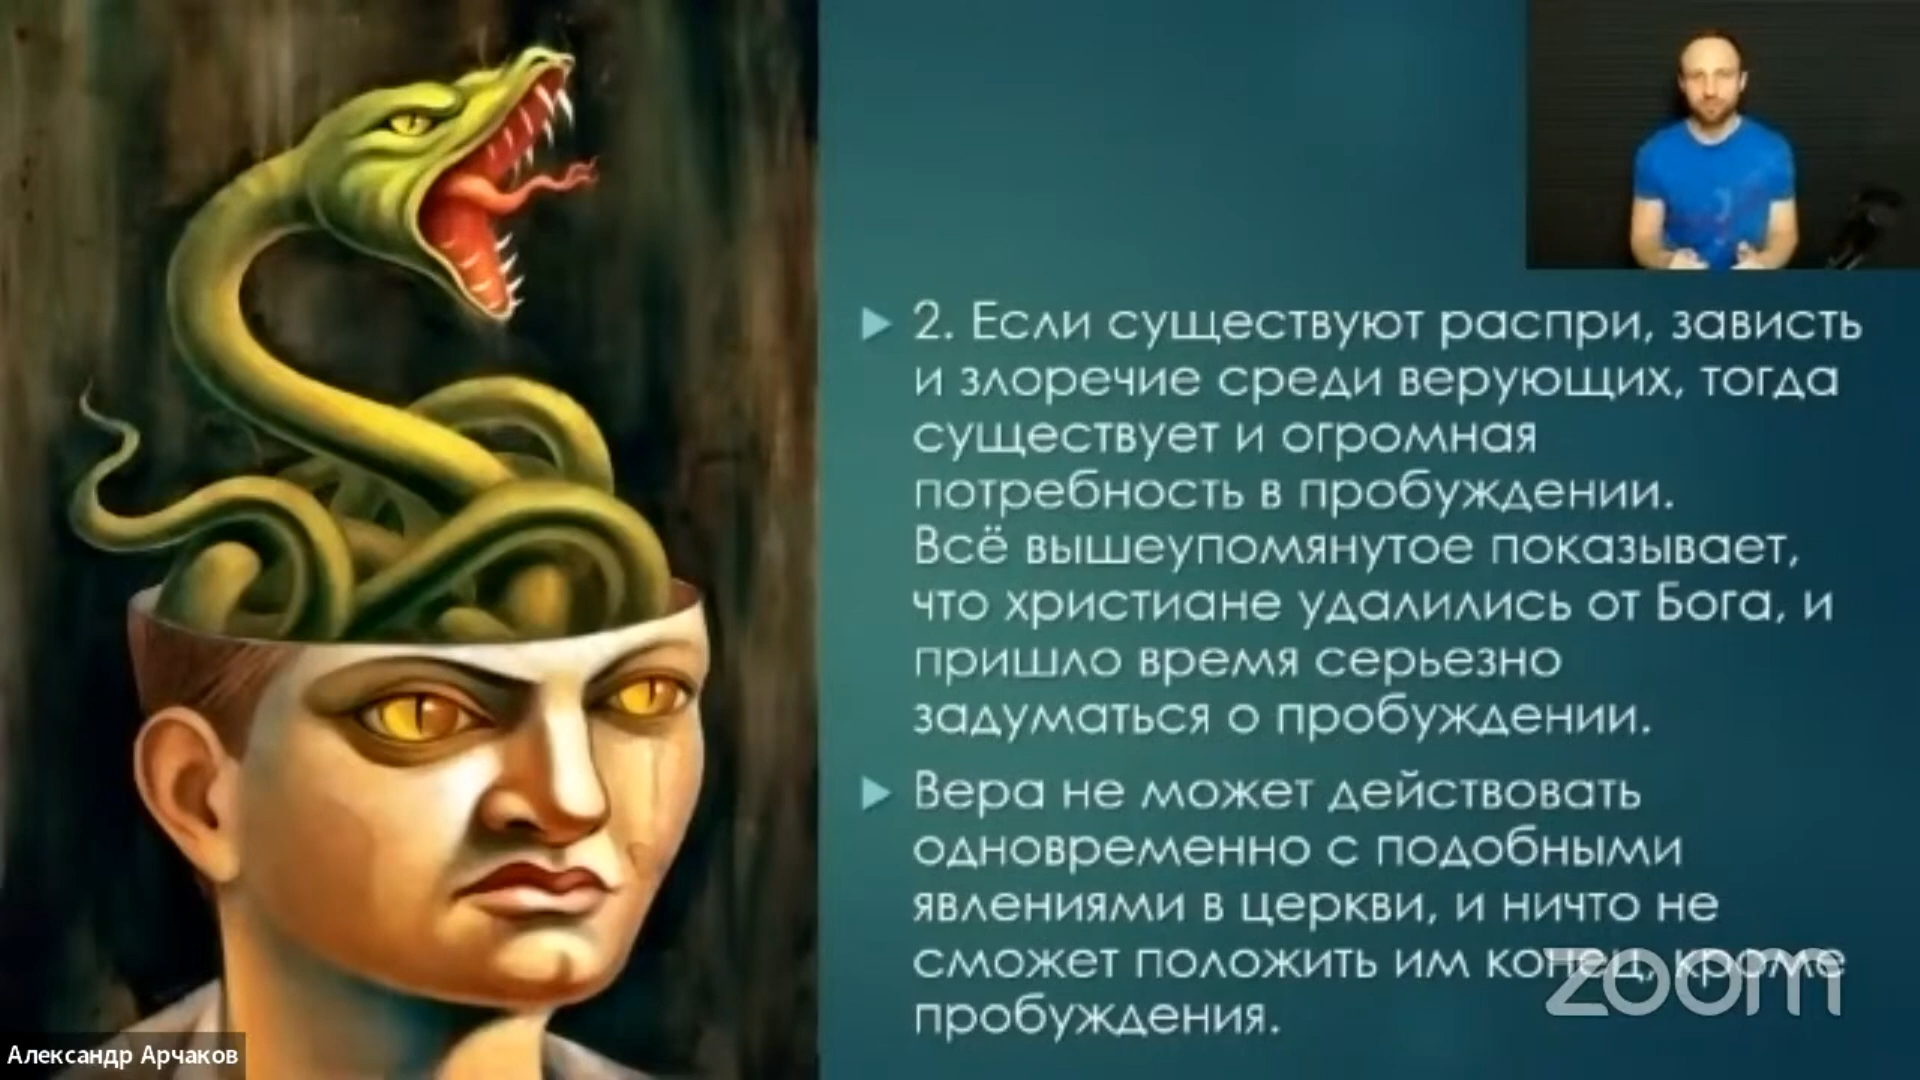 2. Если существуют распри, зависть
и злоречие среди верующих, тогда
существует и огромная
потребность в пробуждении.
Всё вышеупомянутое показывает,
что христиане удалились от Бога, и
пришло время серьезно
задуматься о пробуждении.
Вера не может действовать
одновременно с подобными
явлениями в церкви, и ничто не
сможет положить им конец, кроме
пробуждения.
zoom
Александр Арчаков